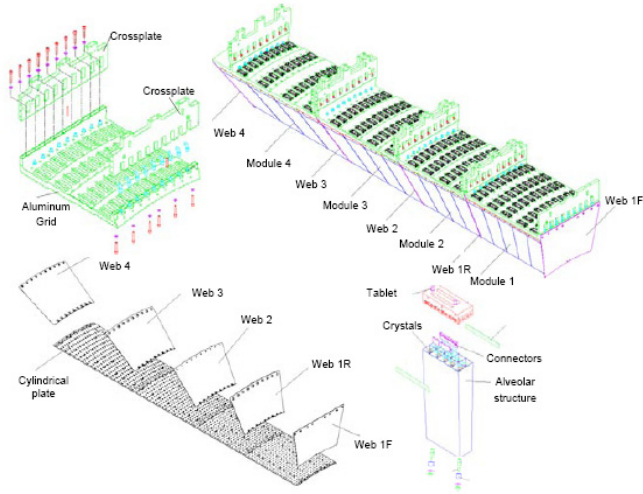 Crossplate
Crossplate
Aluminum
Grid
Web 4
Module 4
Web 3
Module 3
Web 2
Module 2
Web 1R
Module 1
Web 1F
Web 4
Web 3
Web 2
Web 1R
Web 1F
Cylindrical
plate
Tablet
Crystals
Connectors
Alveolar
structure